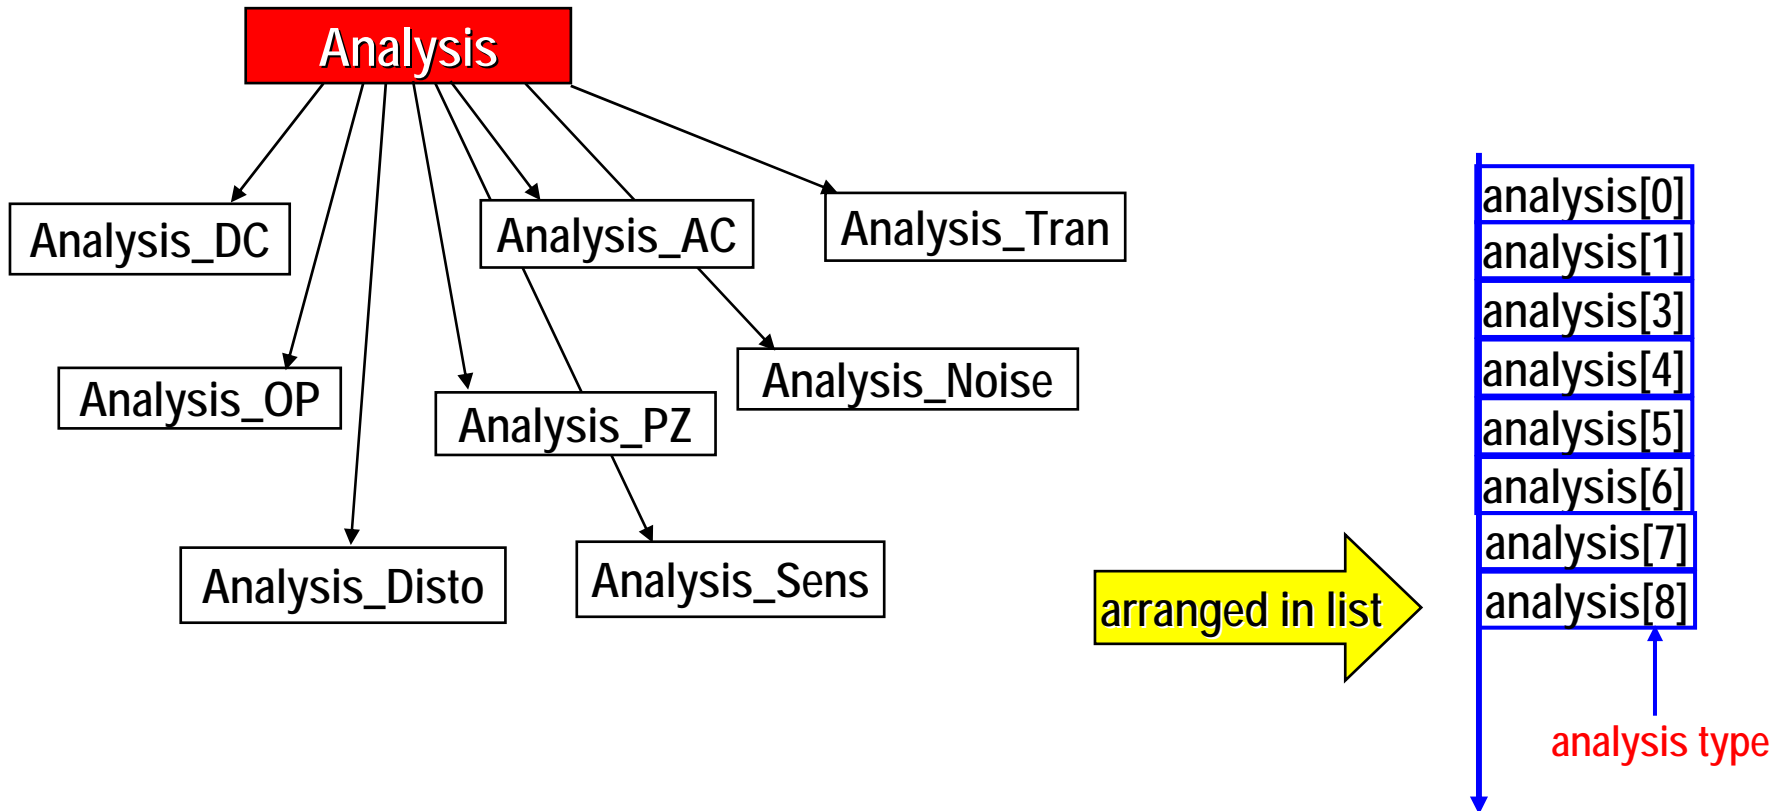 Analysis
Analysis_DC
Analysis_AC
Analysis_Tran
Analysis_OP
Analysis_PZ
Analysis_Noise
Analysis_Disto
Analysis_Sens
arranged in list
analysis[0]
analysis[1]
analysis[3]
analysis[4]
analysis[5]
analysis[6]
analysis[7]
analysis[8]
analysis type